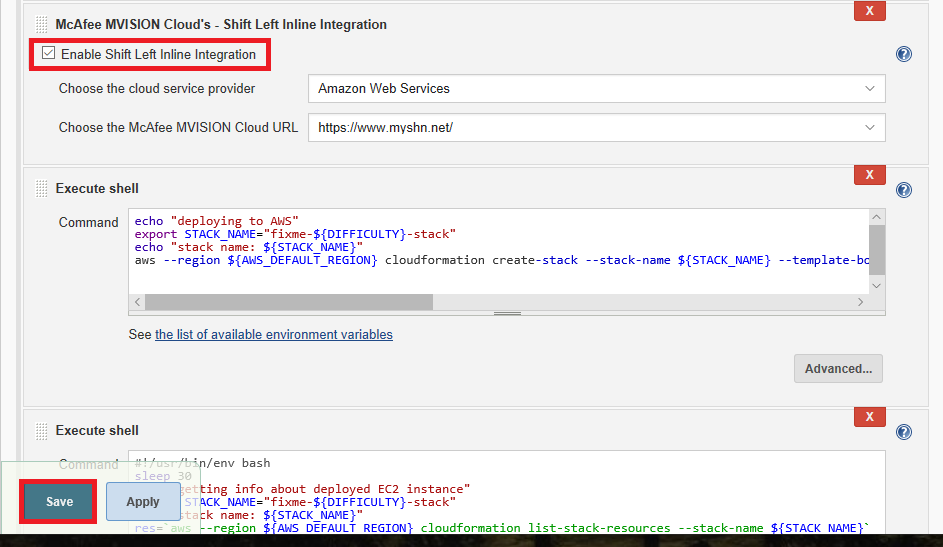 McAfee MVISION Cloud's - Shift Left Inline Integration
X
Enable Shift Left Inline Integration
?
Choose the cloud service provider
Amazon Web Services
Choose the McAfee MVISION Cloud URL
https://www.myshn.net/
X
Execute shell
?
Command
echo "deploying to AWS"
export STACK_NAME="fixme-${DIFFICULTY}-stack"
echo "stack name: ${STACK_NAME}"
aws --region ${AWS_DEFAULT_REGION} cloudformation create-stack --stack-name ${STACK_NAME} --template-bo
See the list of available environment variables
Advanced...
X
Execute shell
?
Command
#!/usr/bin/env bash
sleep 30
getting info about deployed EC2 instance"
STACK_NAME="fixme-${DIFFICULTY}-stack"
stack name: ${STACK_NAME}"
res=`aws --region ${AWS_DEFAULT_REGION} cloudformation list-stack-resources --stack-name ${STACK_NAME}`
Save
Apply